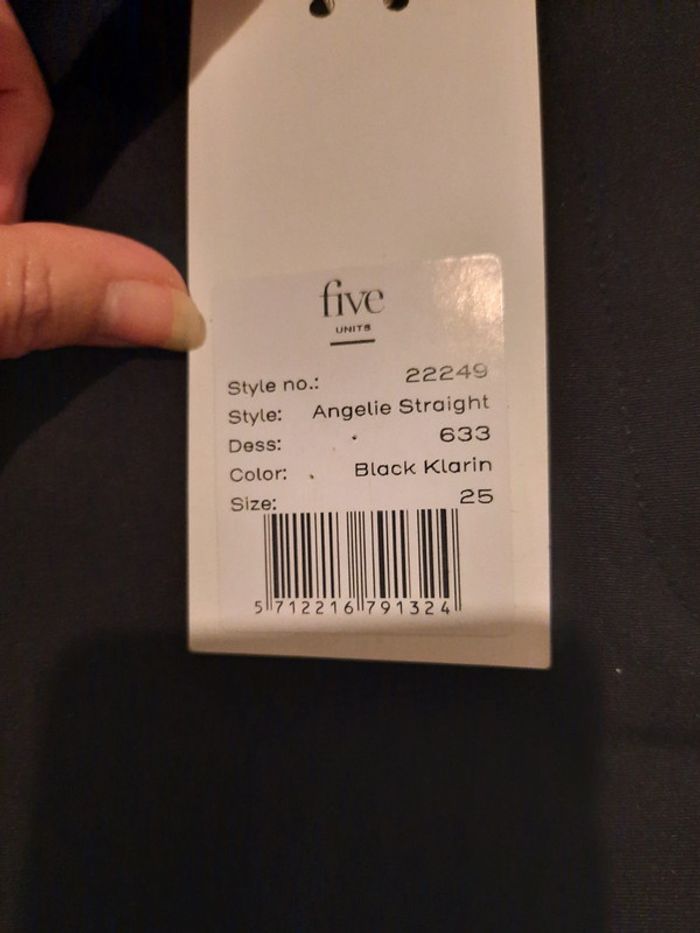 five
UNITS
Style no.: 22249
Style: Angelie Straight
Dess: 633
Color: Black Klarin
Size: 25
5 712216 791324